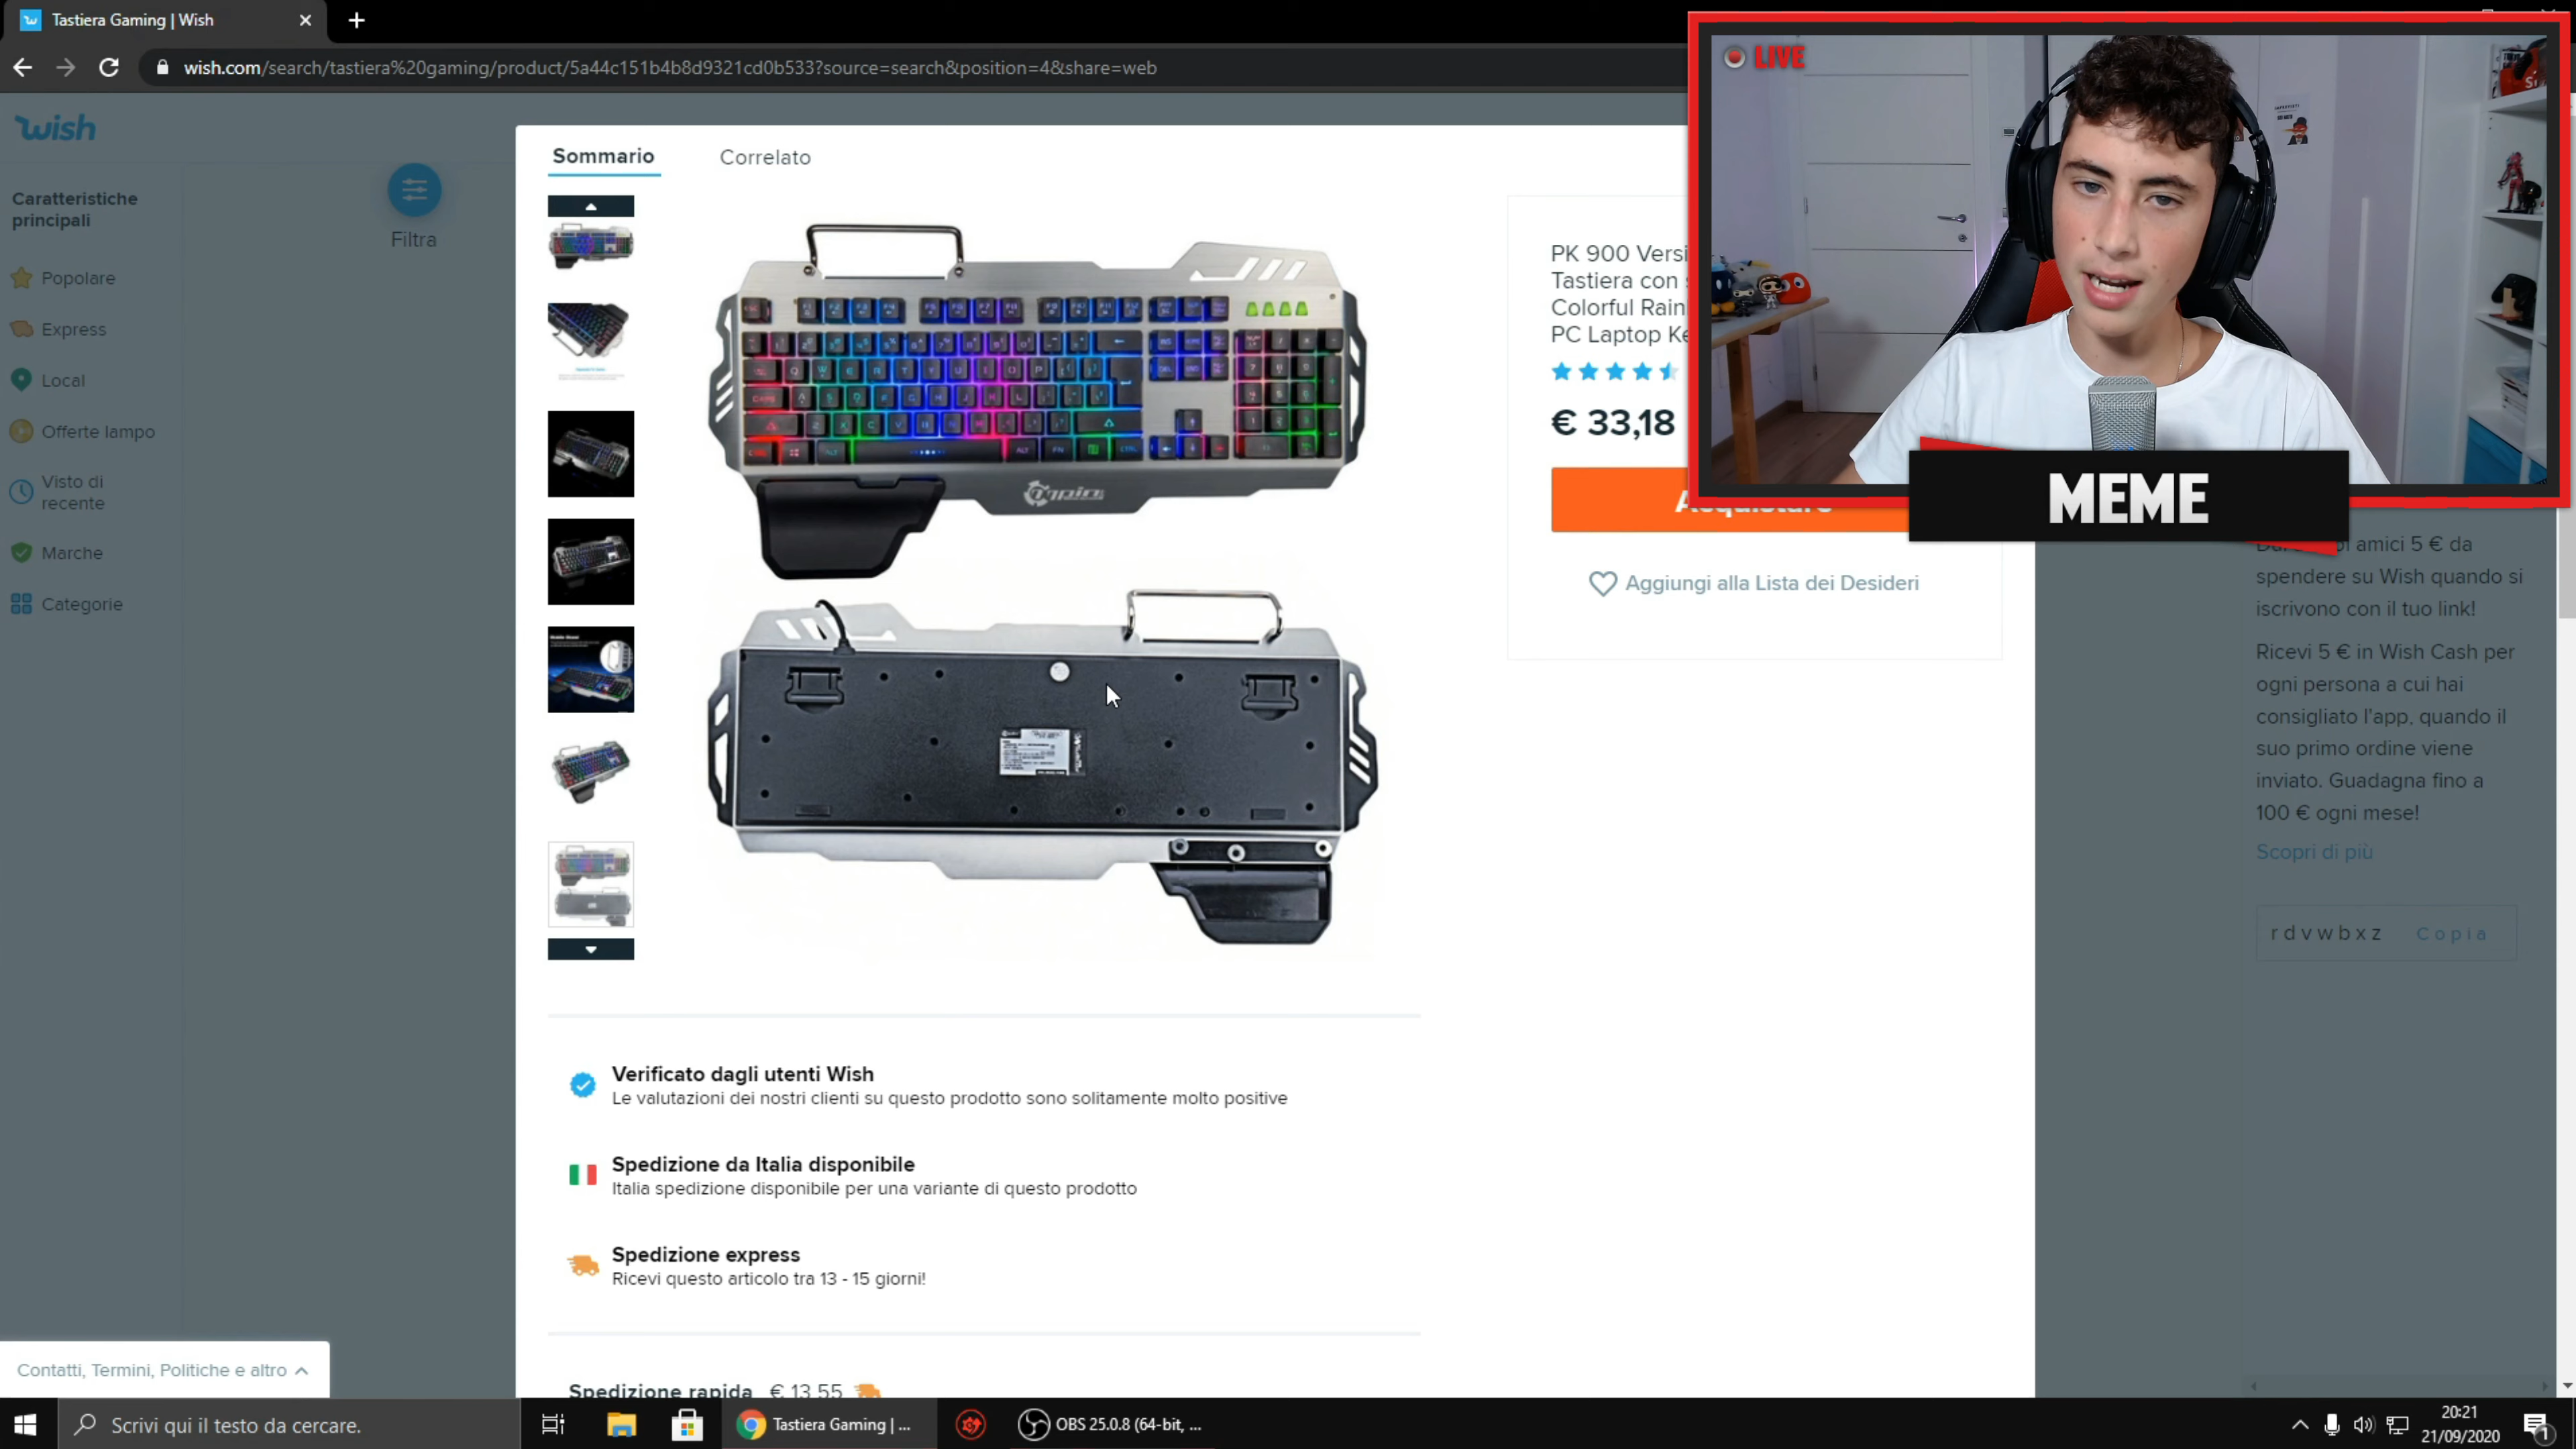 Tastiera Gaming | Wish
wish.com/search/tastiera%20gaming/product/5a44c151b4b8d9321cd0b533?source=search&position=4&share=web
LIVE
wish
Caratteristiche
principali
Filtra
Popolare
Express
Local
Offerte lampo
Visto di
recente
Marche
Categorie
Sommario
Correlato
PK 900 Versi
Tastiera con
Colorful Rain
PC Laptop Ke
€ 33,18
Acquistare
MEME
Aggiungi alla Lista dei Desideri
amici 5 € da
spendere su Wish quando si
iscrivono con il tuo link!
Ricevi 5 € in Wish Cash per
ogni persona a cui hai
consigliato l'app, quando il
suo primo ordine viene
inviato. Guadagna fino a
100 € ogni mese!
Scopri di più
rdvwbxz Copia
Verificato dagli utenti Wish
Le valutazioni dei nostri clienti su questo prodotto sono solitamente molto positive
Spedizione da Italia disponibile
Italia spedizione disponibile per una variante di questo prodotto
Spedizione express
Ricevi questo articolo tra 13 - 15 giorni!
Spedizione rapida € 13,55
Contatti, Termini, Politiche e altro
Scrivi qui il testo da cercare.
Tastiera Gaming | ...
OBS 25.0.8 (64-bit, ...
20:21
21/09/2020
1